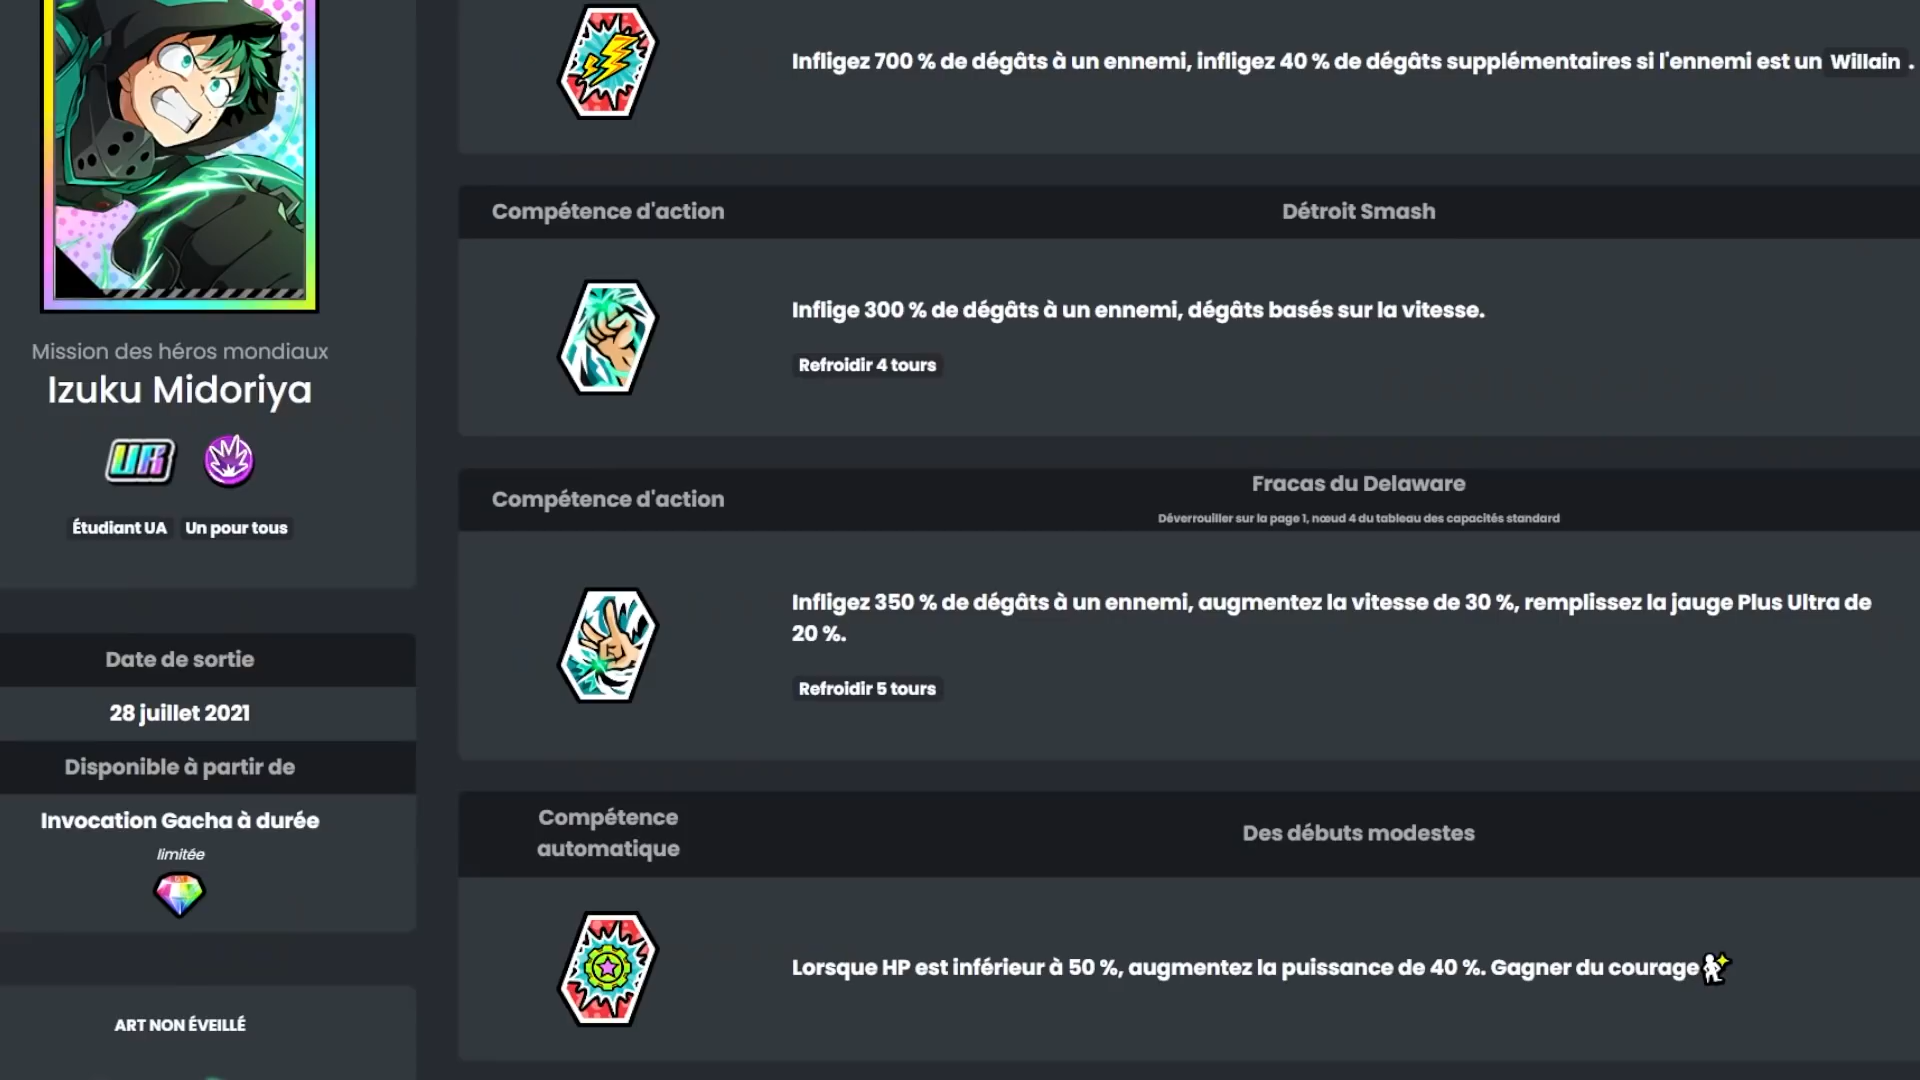 Mission des héros mondiaux
Izuku Midoriya
UR
Étudiant UA Un pour tous
Date de sortie
28 juillet 2021
Disponible à partir de
Invocation Gacha à durée
limitée
ART NON ÉVEILLÉ
Infligez 700 % de dégâts à un ennemi, infligez 40 % de dégâts supplémentaires si l'ennemi est un Willain .
Compétence d'action
Détroit Smash
Inflige 300 % de dégâts à un ennemi, dégâts basés sur la vitesse.
Refroidir 4 tours
Compétence d'action
Fracas du Delaware
Déverrouiller sur la page 1, nœud 4 du tableau des capacités standard
Infligez 350 % de dégâts à un ennemi, augmentez la vitesse de 30 %, remplissez la jauge Plus Ultra de
20 %.
Refroidir 5 tours
Compétence
automatique
Des débuts modestes
Lorsque HP est inférieur à 50 %, augmentez la puissance de 40 %. Gagner du courage